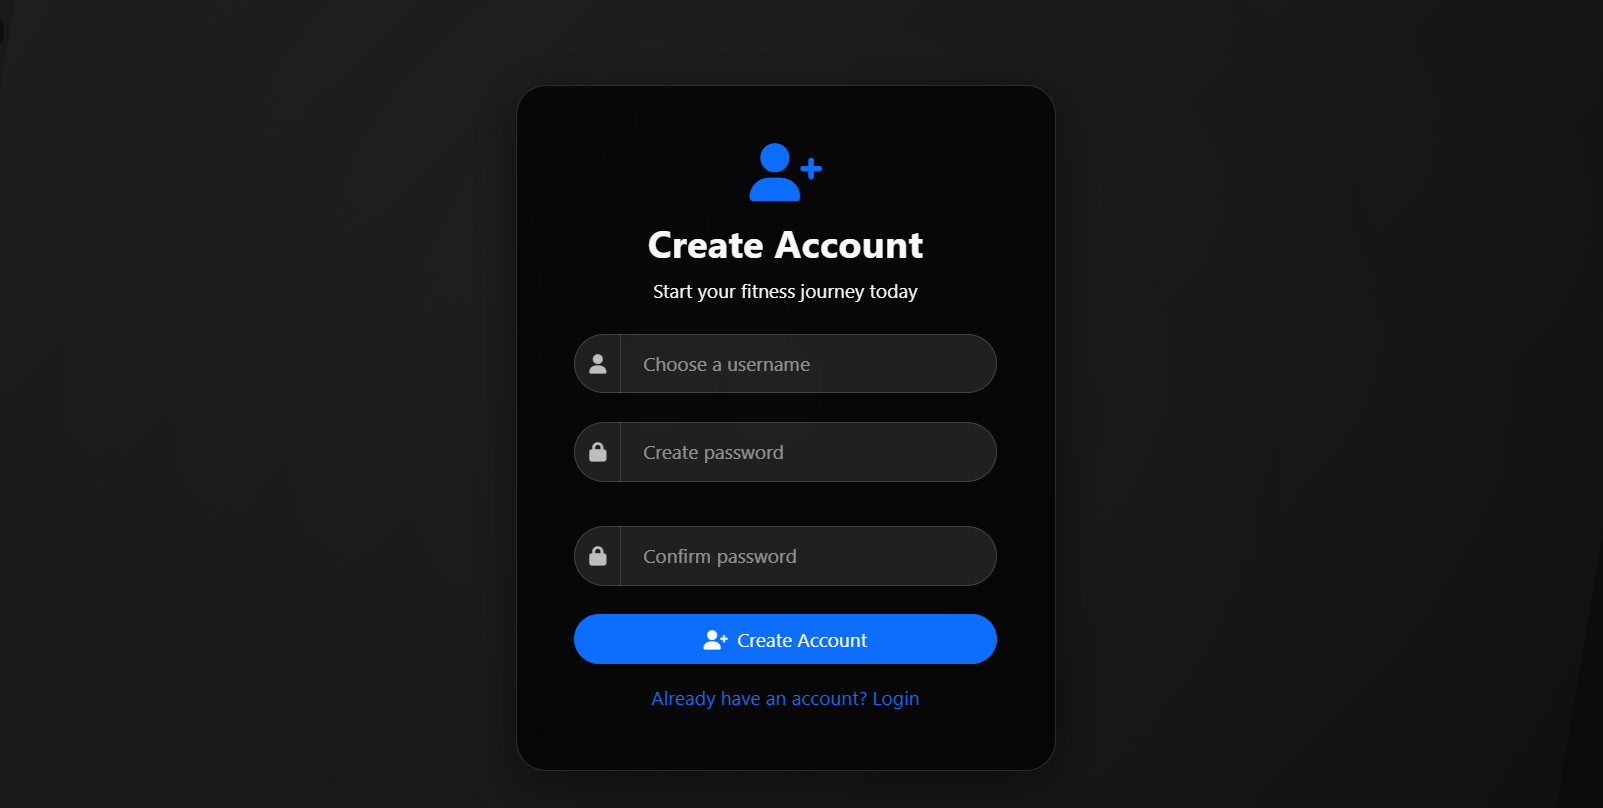 Create Account
Start your fitness journey today
Choose a username
Create password
Confirm password
Create Account
Already have an account? Login